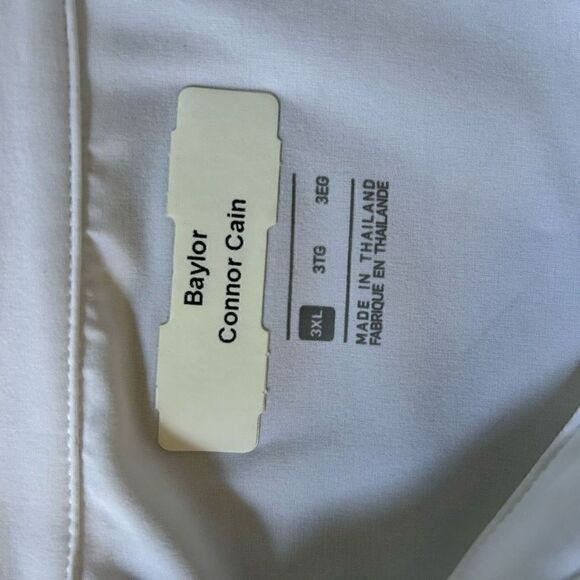 Baylor
Connor Cain
3XL 3TG 3EG
MADE IN THAILAND
FABRIQUE EN THAILANDE